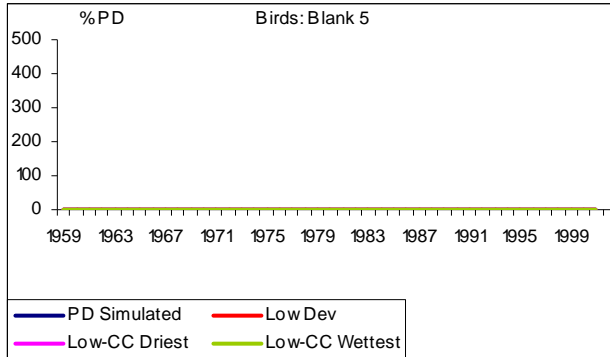 %PD Birds: Blank 5
500
400
300
200
100
0
1959 1963 1967 1971 1975 1979 1983 1987 1991 1995 1999
PD Simulated Low Dev
Low-CC Driest Low-CC Wettest